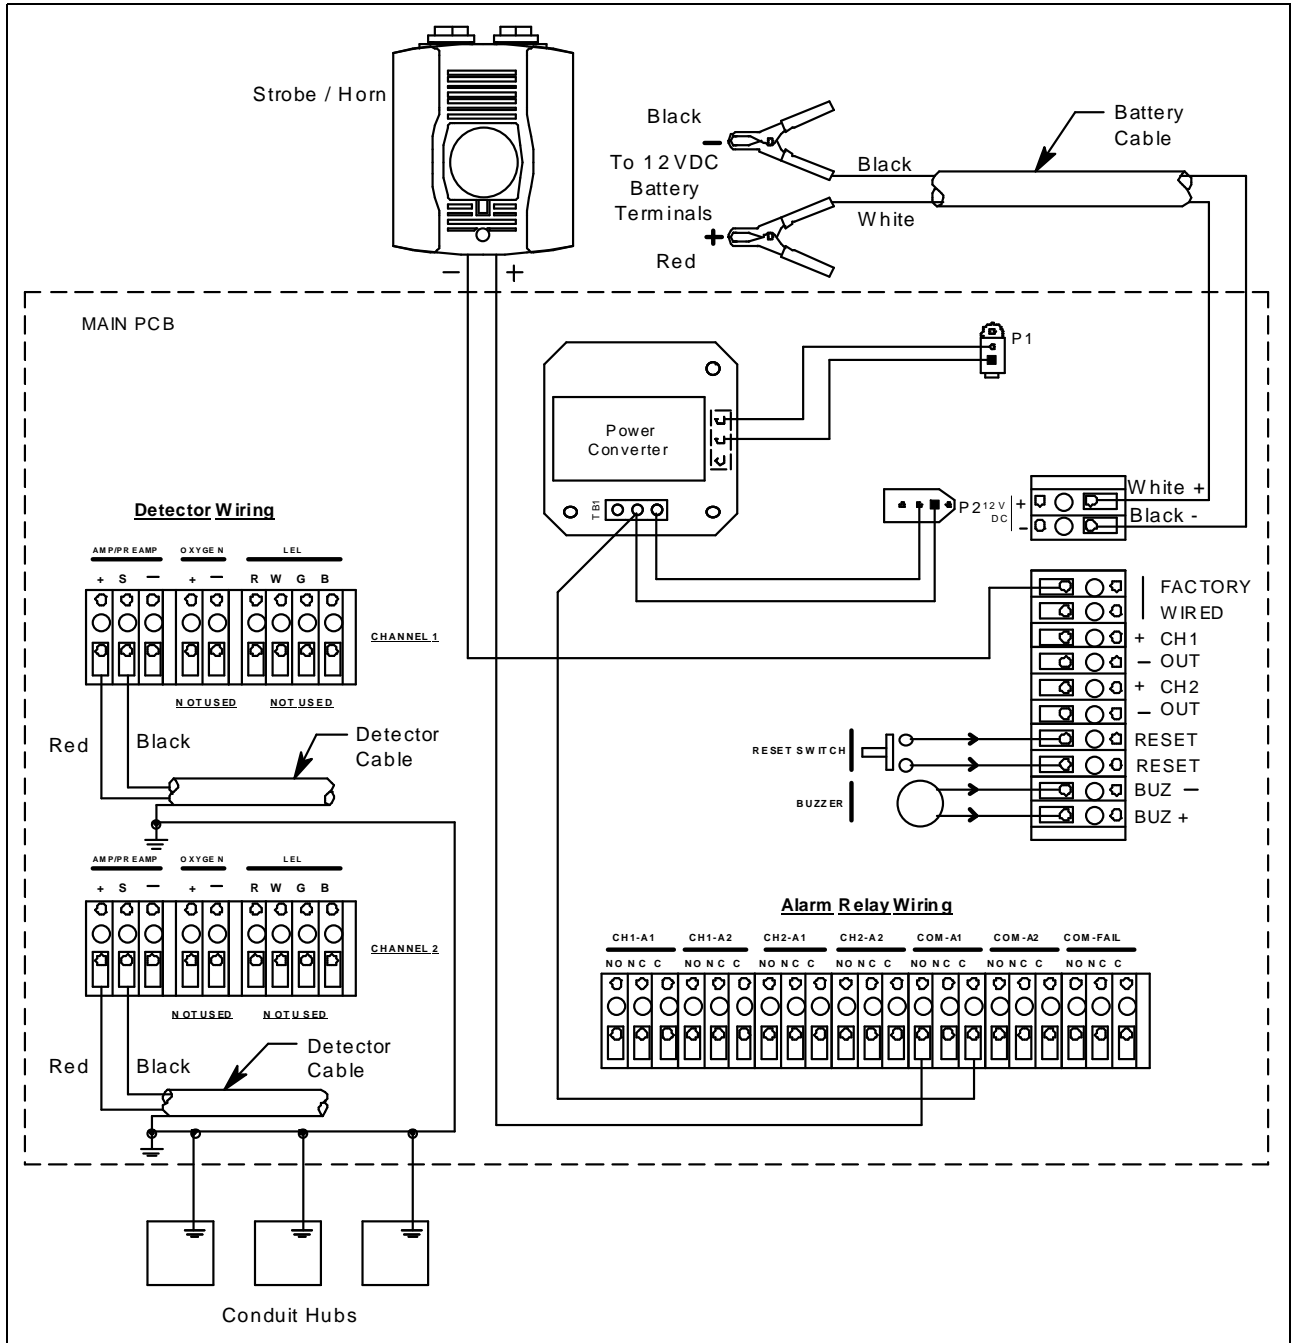 Strobe / Horn
Black
−
To 12 VDC
Battery
Terminals
+
Red
Black
White
Battery
Cable
− +
MAIN PCB
P1
Power
Converter
TB1
P2
12 V
DC
+
−
White +
Black -
Detector Wiring
AMP/PREAMP OXYGEN LEL
+ S − + − R W G B
CHANNEL 1
NOT USED NOT USED
Red Black
Detector
Cable
AMP/PREAMP OXYGEN LEL
+ S − + − R W G B
CHANNEL 2
NOT USED NOT USED
Red Black
Detector
Cable
FACTORY
WIRED
+ CH1
− OUT
+ CH2
− OUT
RESET
RESET
BUZ −
BUZ +
RESET SWITCH
BUZZER
Alarm Relay Wiring
CH1-A1 CH1-A2 CH2-A1 CH2-A2 COM-A1 COM-A2 COM-FAIL
NO NC C NO NC C NO NC C NO NC C NO NC C NO NC C NO NC C
Conduit Hubs